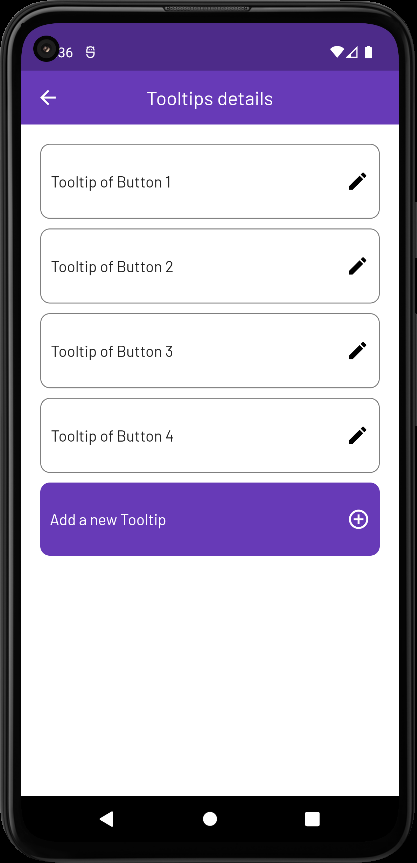 36
Tooltips details
Tooltip of Button 1
Tooltip of Button 2
Tooltip of Button 3
Tooltip of Button 4
Add a new Tooltip